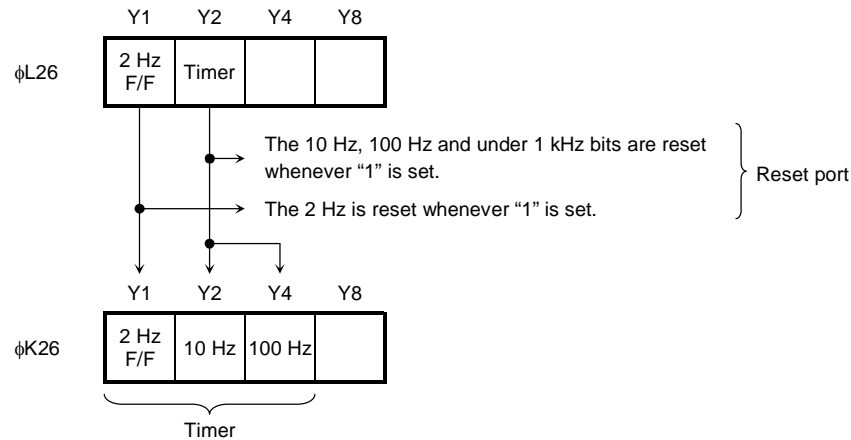 Y1 Y2 Y4 Y8
φL26
2 Hz
F/F
Timer
The 10 Hz, 100 Hz and under 1 kHz bits are reset
whenever “1” is set.
Reset port
The 2 Hz is reset whenever “1” is set.
Y1 Y2 Y4 Y8
φK26
2 Hz
F/F
10 Hz
100 Hz
Timer